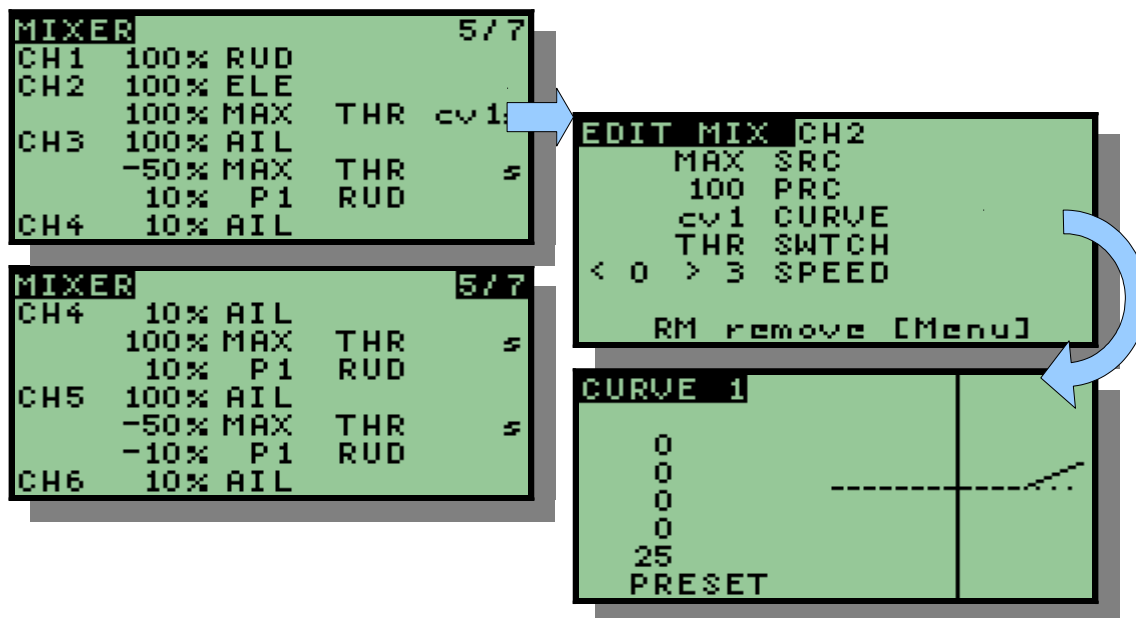 MIXER 5/7
CH1 100% RUD
CH2 100% ELE
100% MAX THR cv1s
CH3 100% AIL
-50% MAX THR s
10% P1 RUD
CH4 10% AIL
MIXER 5/7
CH4 10% AIL
100% MAX THR s
10% P1 RUD
CH5 100% AIL
-50% MAX THR s
-10% P1 RUD
CH6 10% AIL
EDIT MIX CH2
MAX SRC
100 PRC
cv1 CURVE
THR SWTCH
< 0 > 3 SPEED
RM remove [Menu]
CURVE 1
0
0
0
0
25
PRESET